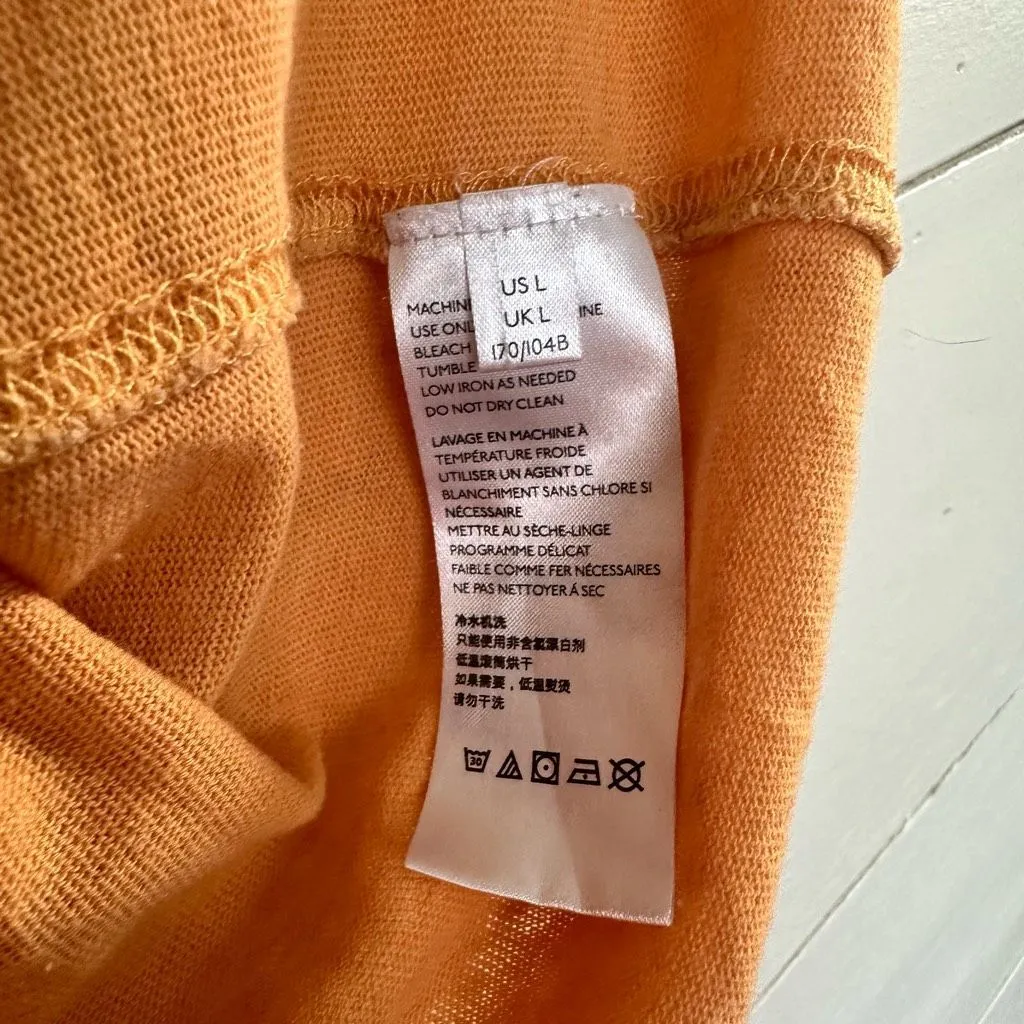 US L
UK L
170/104B
MACHIN
INE
USE ONL
BLEACH
TUMBLE
LOW IRON AS NEEDED
DO NOT DRY CLEAN
LAVAGE EN MACHINE À
TEMPÉRATURE FROIDE
UTILISER UN AGENT DE
BLANCHIMENT SANS CHLORE SI
NÉCESSAIRE
METTRE AU SÈCHE-LINGE
PROGRAMME DÉLICAT
FAIBLE COMME FER NÉCESSAIRES
NE PAS NETTOYER Á SEC
冷水机洗
只能使用非含氯漂白剂
低温滚筒烘干
如果需要，低温熨烫
请勿干洗
30